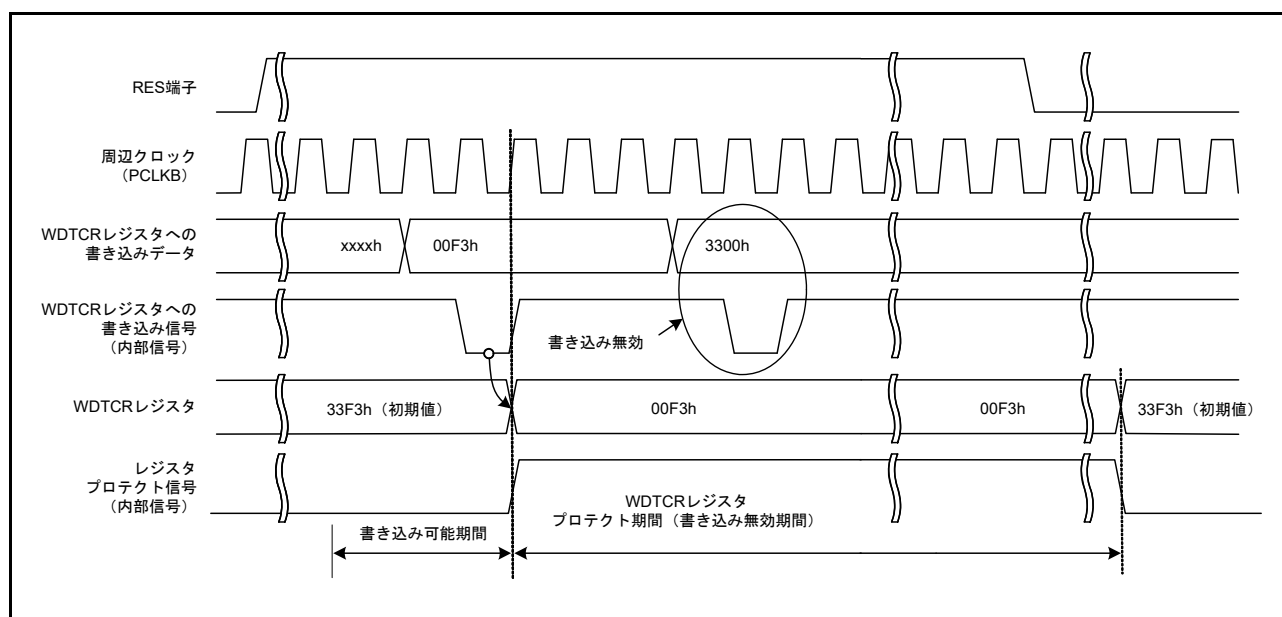 RES端子
周辺クロック
（PCLKB）
WDTCRレジスタへの
書き込みデータ
xxxxh
00F3h
3300h
WDTCRレジスタへの
書き込み信号
（内部信号）
書き込み無効
WDTCRレジスタ
33F3h（初期値）
00F3h
00F3h
33F3h（初期値）
レジスタ
プロテクト信号
（内部信号）
WDTCRレジスタ
プロテクト期間（書き込み無効期間）
書き込み可能期間